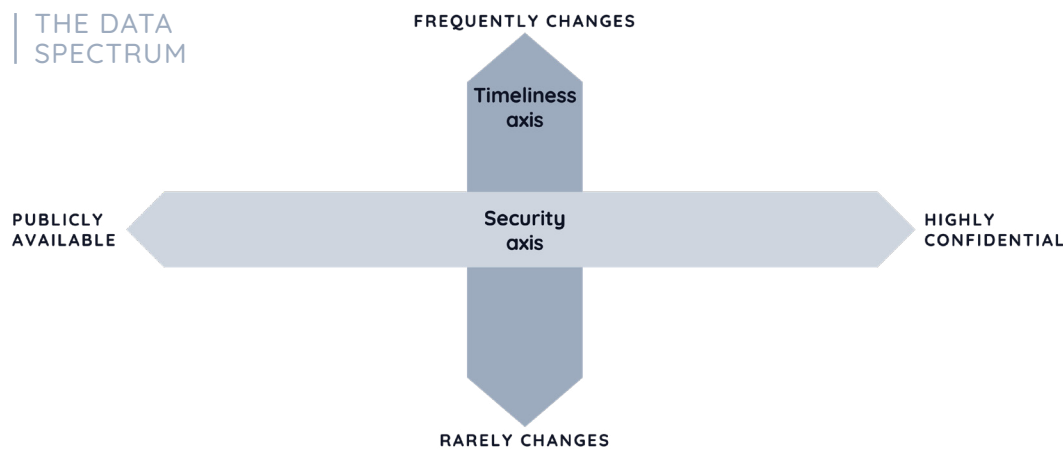 THE DATA
SPECTRUM
FREQUENTLY CHANGES
Timeliness
axis
PUBLICLY
AVAILABLE
Security
axis
HIGHLY
CONFIDENTIAL
RARELY CHANGES